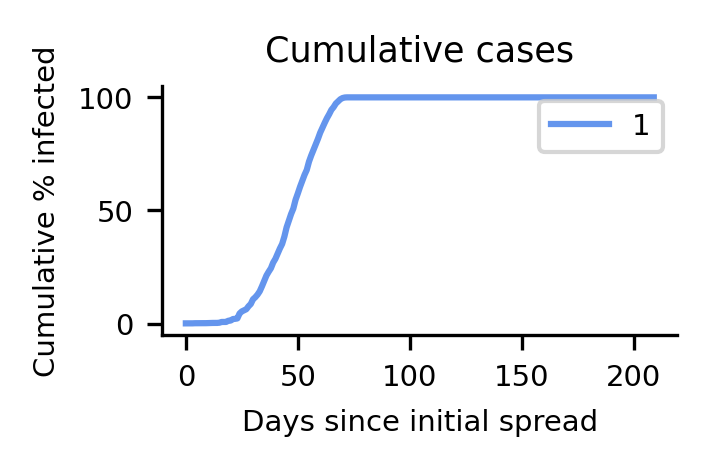 Cumulative cases
Cumulative % infected
100
50
0
1
0 50 100 150 200
Days since initial spread